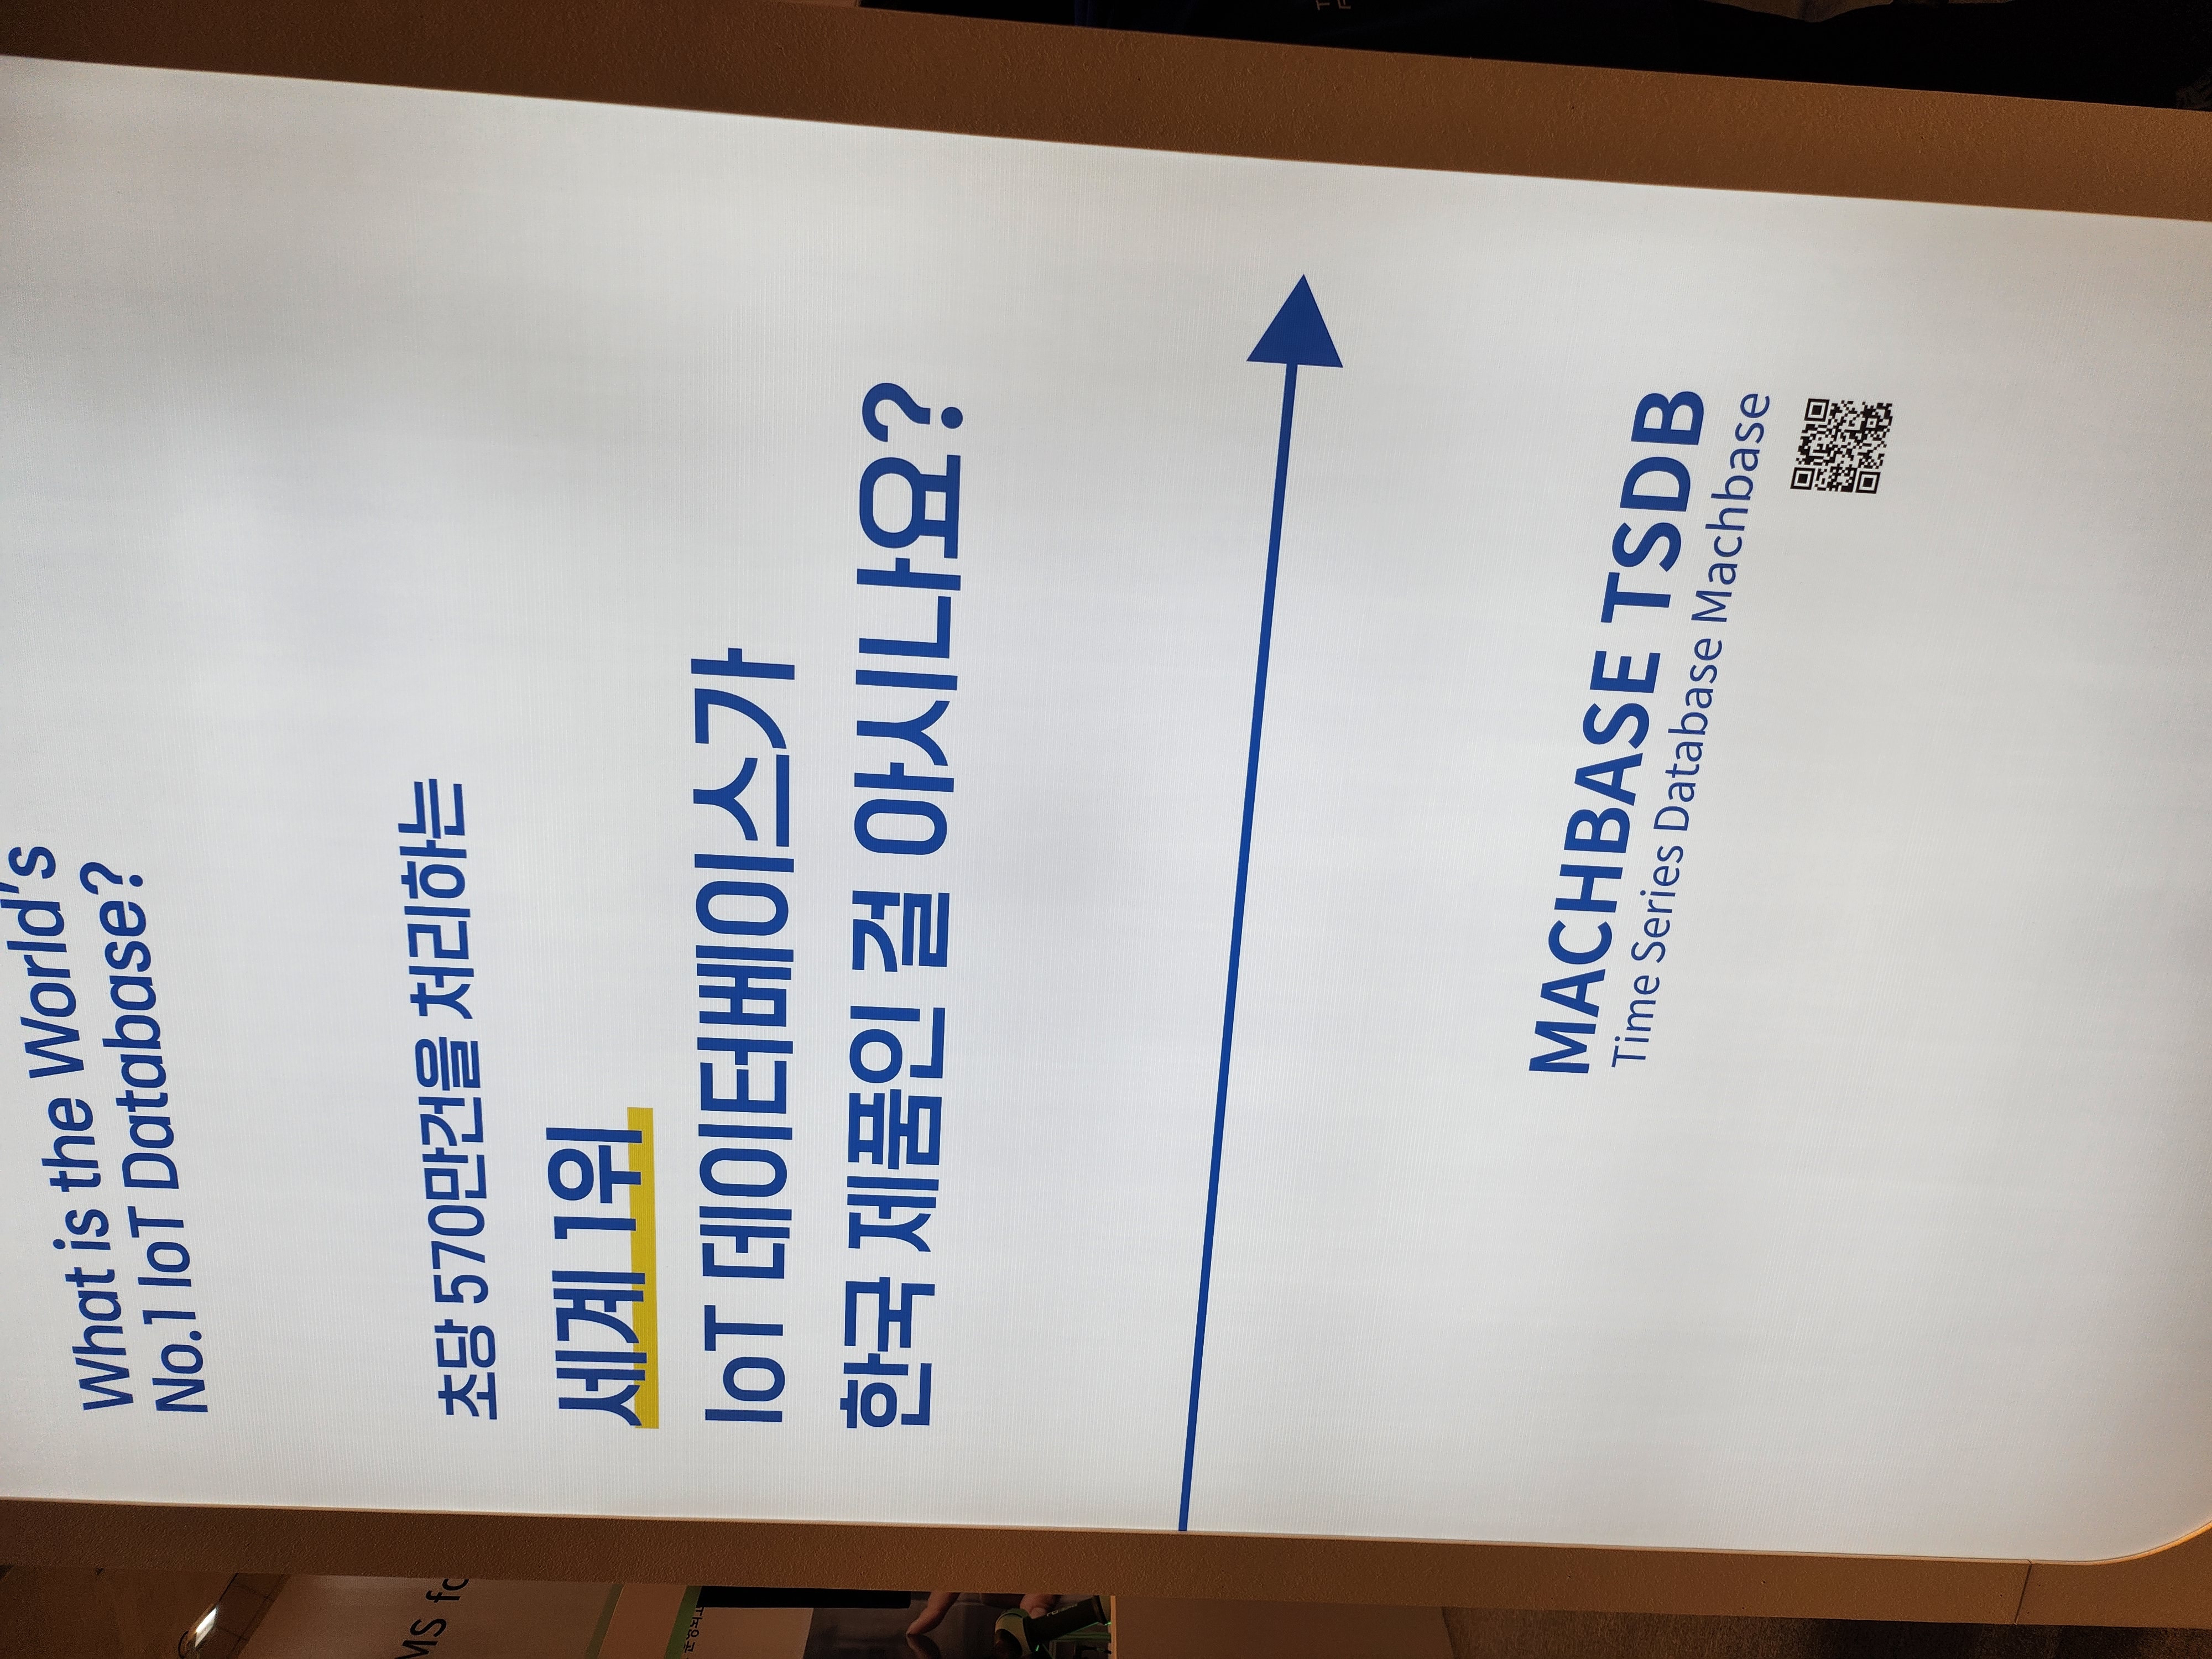 What is the World's
No.1 IoT Database?
초당 570만건을 처리하는
세계 1위
IoT 데이터베이스가
한국 제품인 걸 아시나요?
MACHBASE TSDB
Time Series Database Machbase
MS